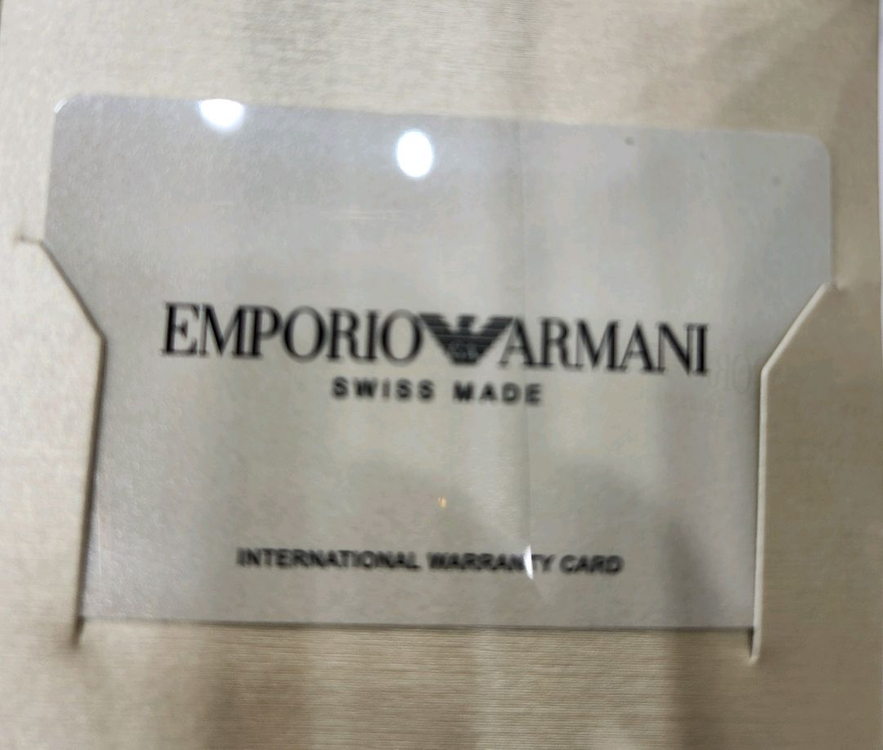 EMPORIO ARMANI
SWISS MADE
INTERNATIONAL WARRANTY CARD